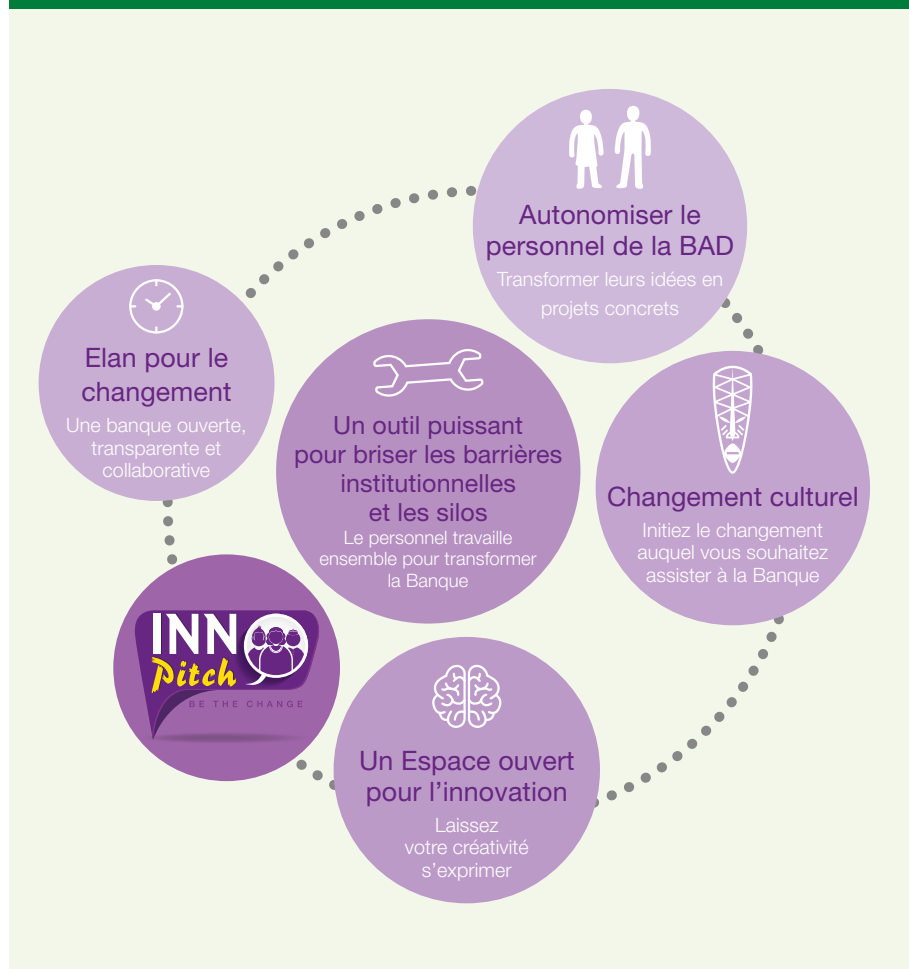 Autonomiser le
personnel de la BAD
Transformer leurs idées en
projets concrets
Elan pour le
changement
Une banque ouverte,
transparente et
collaborative
Un outil puissant
pour briser les barrières
institutionnelles
et les silos
Le personnel travaille
ensemble pour transformer
la Banque
Changement culturel
Initiez le changement
auquel vous souhaitez
assister à la Banque
INNO
Pitch
BE THE CHANGE
Un Espace ouvert
pour l’innovation
Laissez
votre créativité
s’exprimer